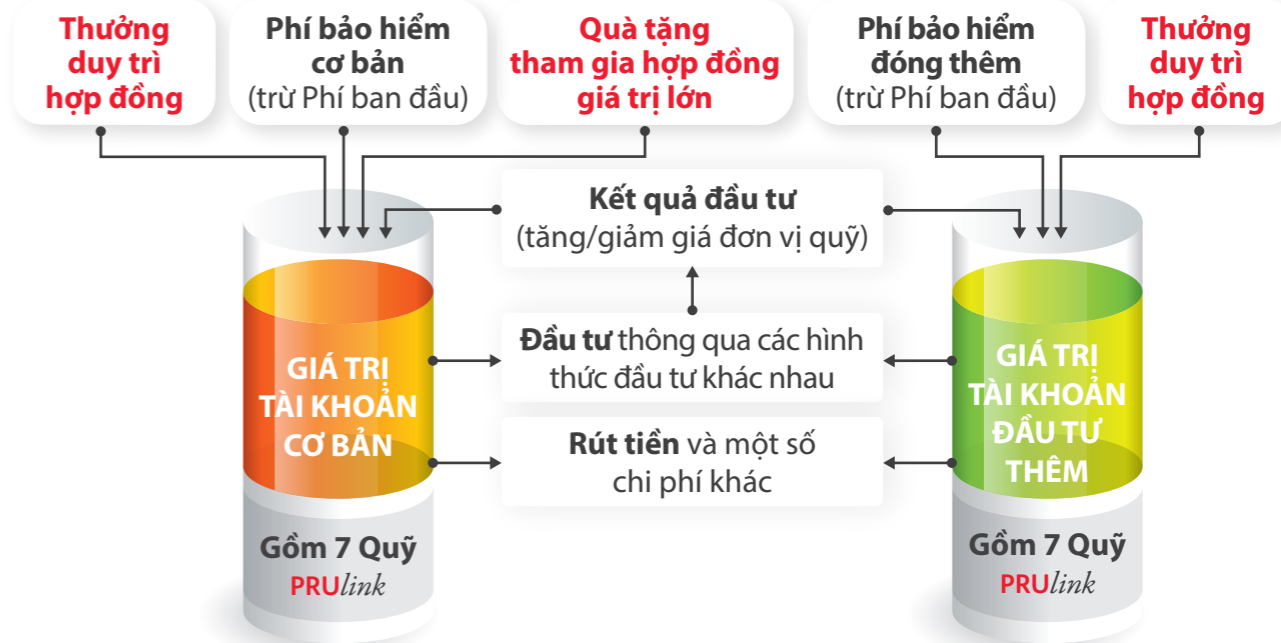 Thưởng
duy trì
hợp đồng
Phí bảo hiểm
cơ bản
(trừ Phí ban đầu)
Quà tặng
tham gia hợp đồng
giá trị lớn
Phí bảo hiểm
đóng thêm
(trừ Phí ban đầu)
Thưởng
duy trì
hợp đồng
Kết quả đầu tư
(tăng/giảm giá đơn vị quỹ)
Đầu tư thông qua các hình
thức đầu tư khác nhau
Rút tiền và một số
chi phí khác
GIÁ TRỊ
TÀI KHOẢN
CƠ BẢN
Gồm 7 Quỹ
PRUlink
GIÁ TRỊ
TÀI KHOẢN
ĐẦU TƯ
THÊM
Gồm 7 Quỹ
PRUlink